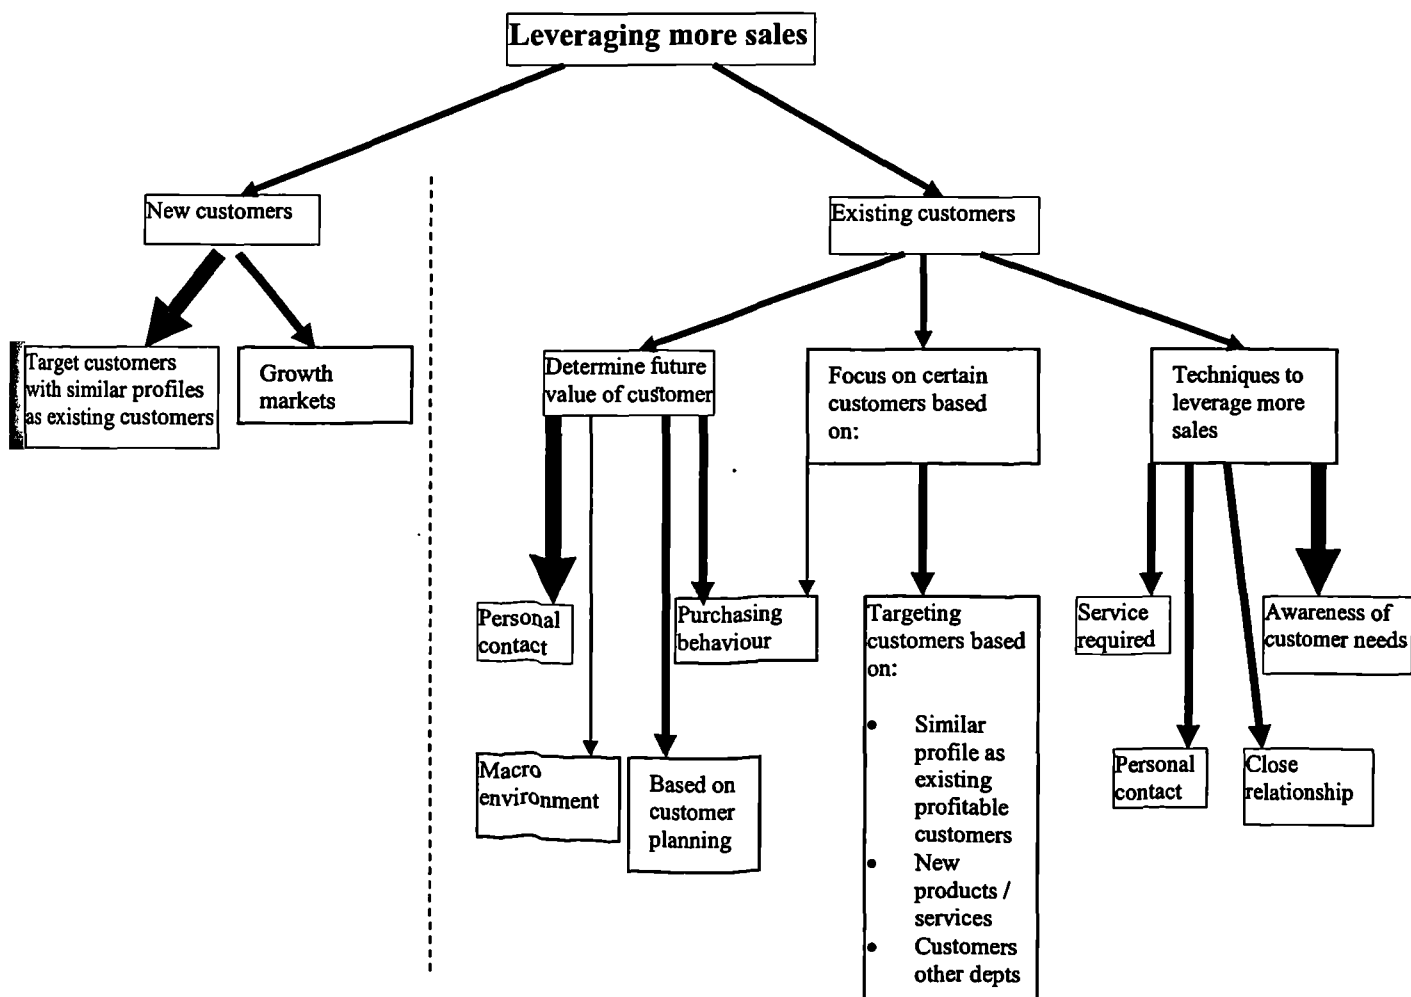 Leveraging more sales
New customers
Existing customers
Target customers
with similar profiles
as existing customers
Growth
markets
Determine future
value of customer
Focus on certain
customers based
on:
Techniques to
leverage more
sales
Personal
contact
Purchasing
behaviour
Targeting
customers based
on:
• Similar
profile as
existing
profitable
customers
• New
products /
services
• Customers
other depts
Service
required
Awareness of
customer needs
Macro
environment
Based on
customer
planning
Personal
contact
Close
relationship